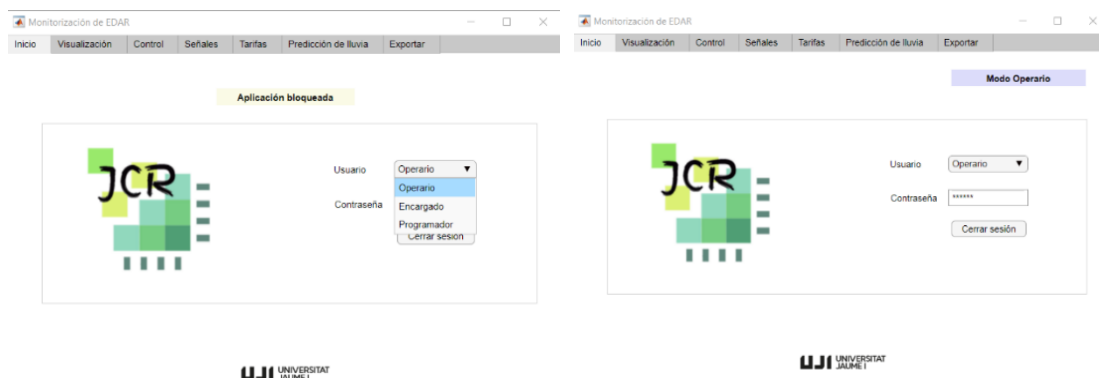 Monitorización de EDAR
Inicio Visualización Control Señales Tarifas Predicción de lluvia Exportar
Aplicación bloqueada
JCR
Usuario Operario
Operario
Contraseña Encargado
Programador
Cerrar sesión
UJI UNIVERSITAT JAUME I
Monitorización de EDAR
Inicio Visualización Control Señales Tarifas Predicción de lluvia Exportar
Modo Operario
JCR
Usuario Operario
Contraseña ******
Cerrar sesión
UJI UNIVERSITAT JAUME I